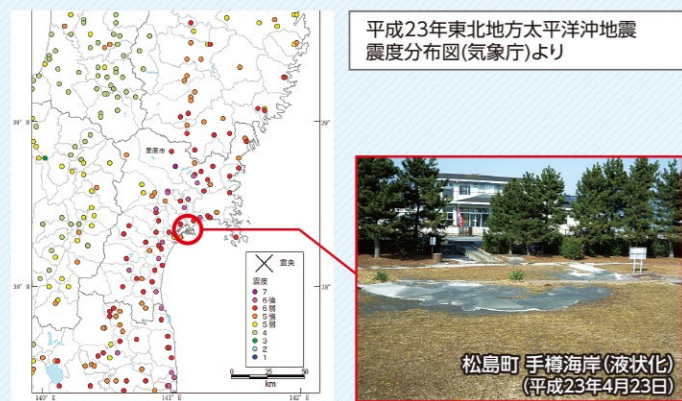 平成23年東北地方太平洋沖地震
震度分布図(気象庁)より
39°
39°
栗原市
38°
38°
震央
震度
7
6強
6弱
5強
5弱
4
3
2
1
0
50
km
140°
141°
142°
松島町 手樽海岸(液状化)
(平成23年4月23日)